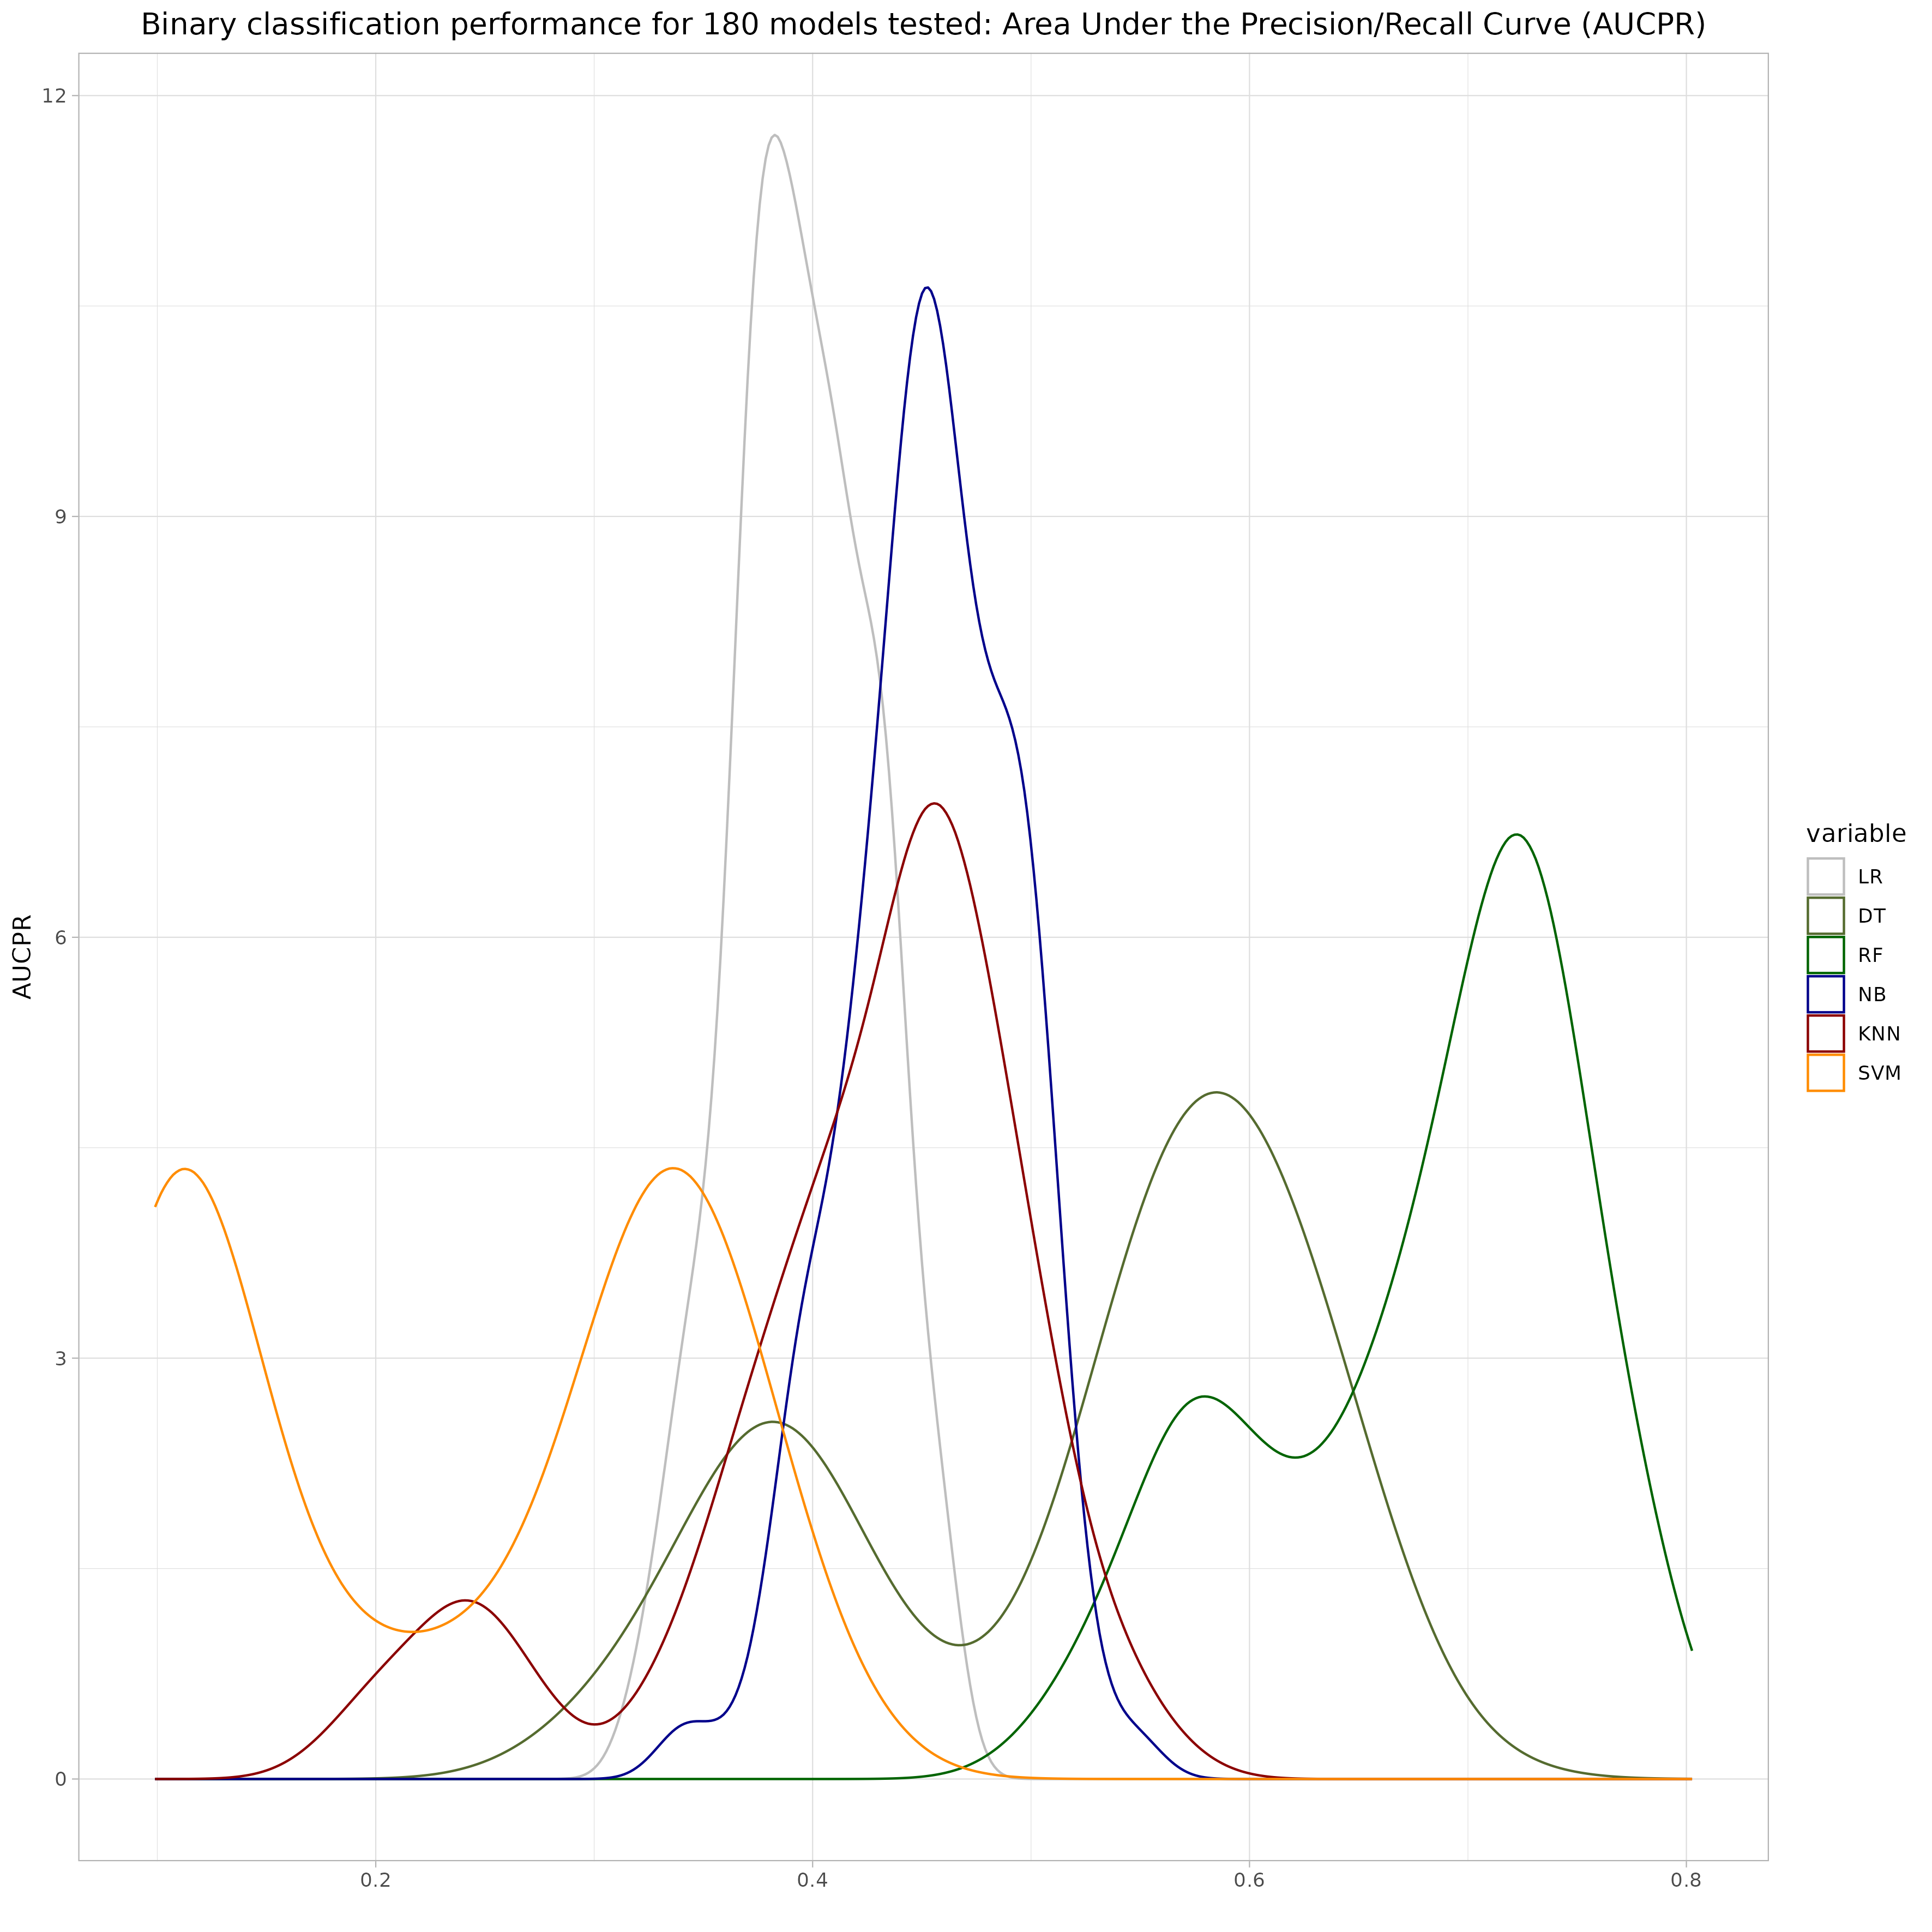 Binary classification performance for 180 models tested: Area Under the Precision/Recall Curve (AUCPR)
12
9
6
3
0
AUCPR
0.2
0.4
0.6
0.8
variable
LR
DT
RF
NB
KNN
SVM